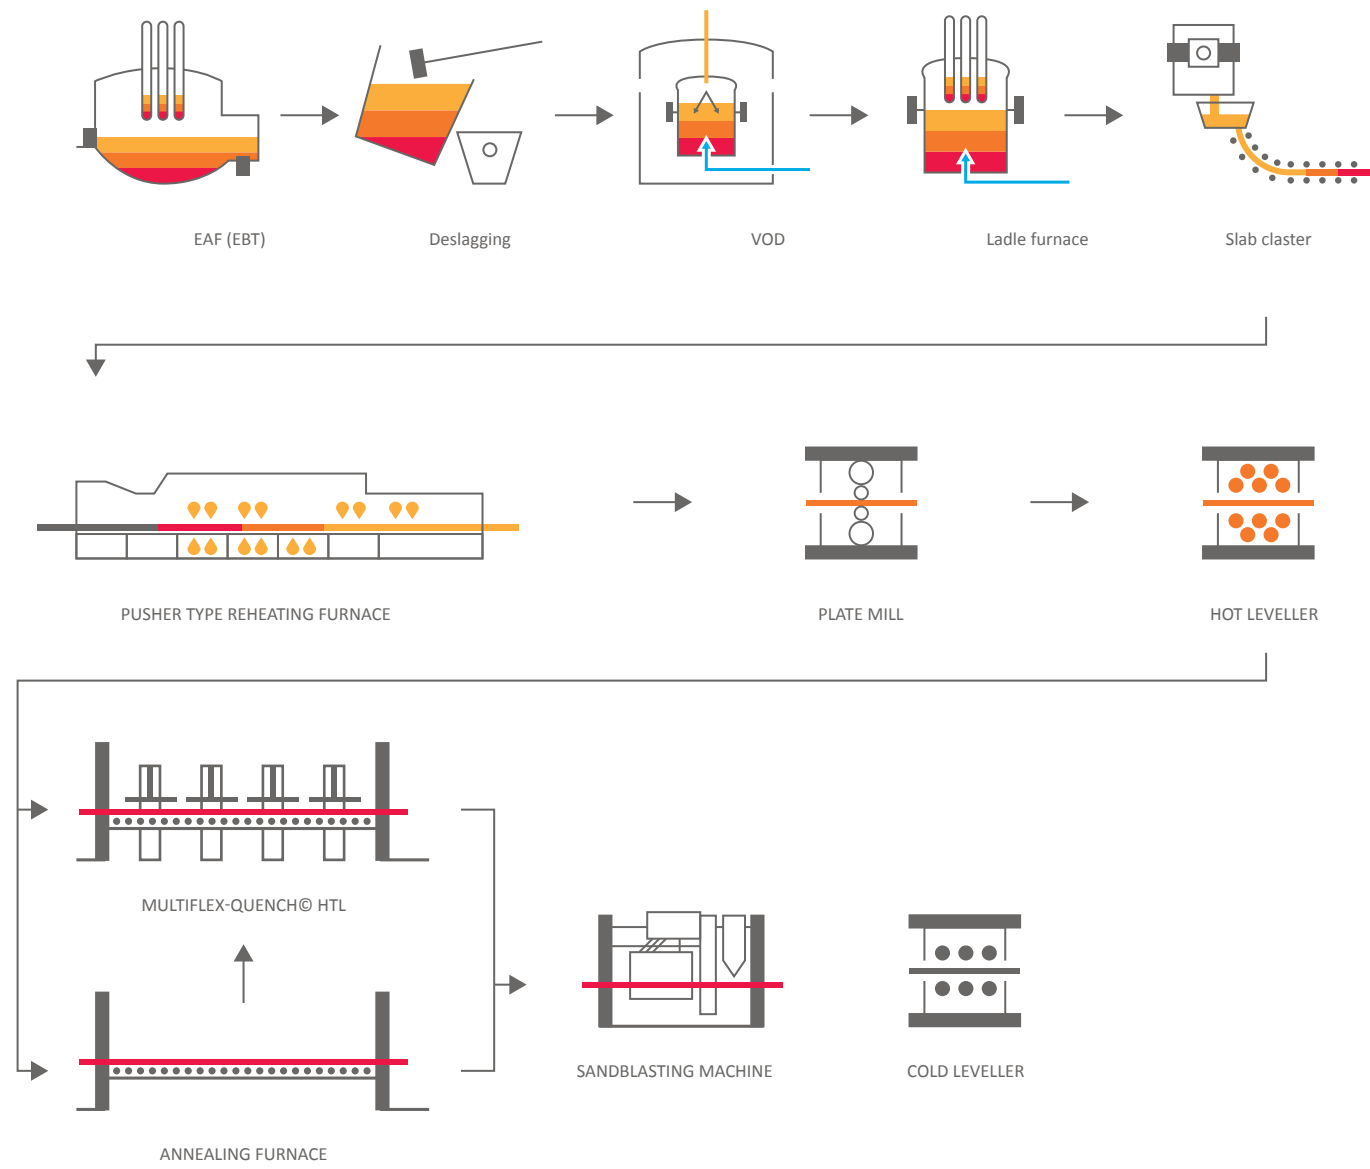 EAF (EBT)
Deslagging
VOD
Ladle furnace
Slab claster
PUSHER TYPE REHEATING FURNACE
PLATE MILL
HOT LEVELLER
MULTIFLEX-QUENCH© HTL
SANDBLASTING MACHINE
COLD LEVELLER
ANNEALING FURNACE